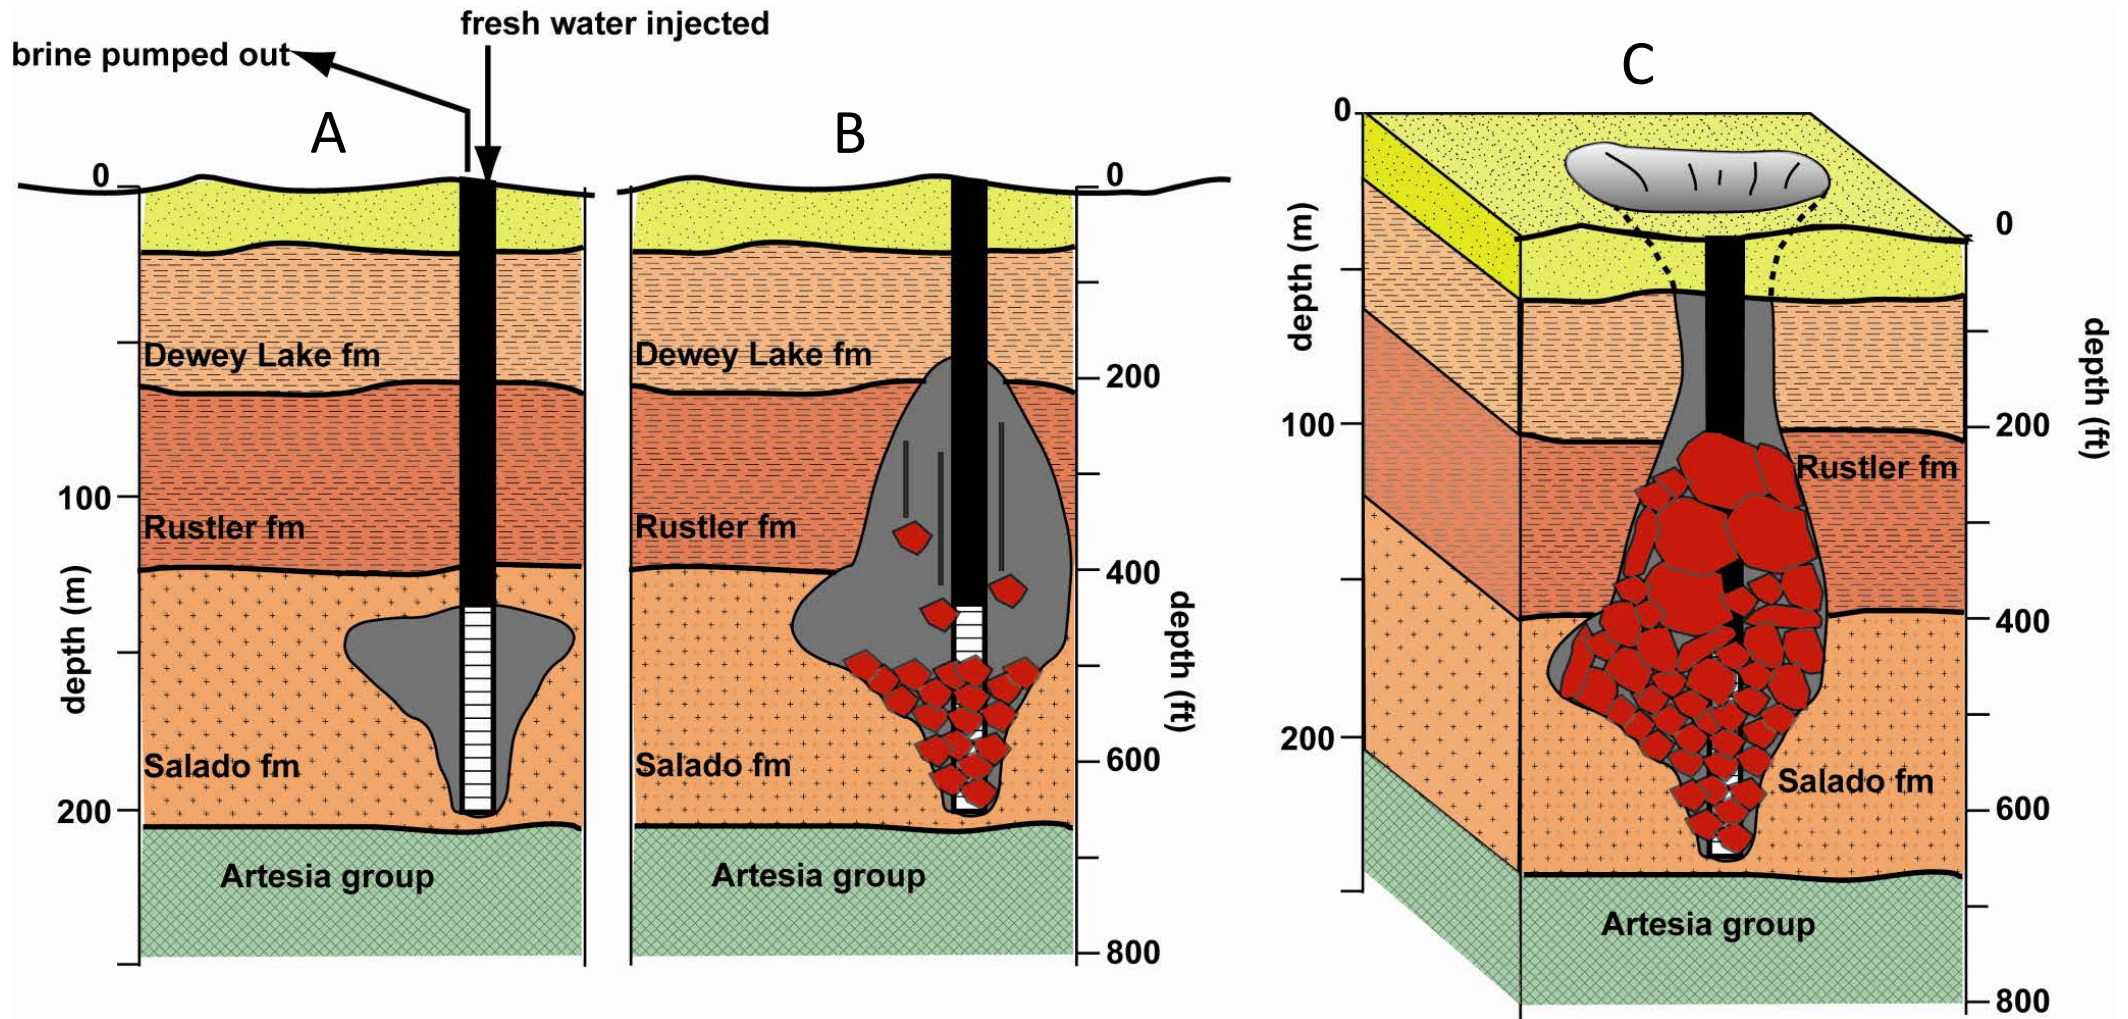 fresh water injected
brine pumped out
A
B
C
0
100
200
depth (m)
Dewey Lake fm
Rustler fm
Salado fm
Artesia group
Dewey Lake fm
Rustler fm
Salado fm
Artesia group
0
200
400
600
800
depth (ft)
0
100
200
depth (m)
Rustler fm
Salado fm
Artesia group
0
200
400
600
800
depth (ft)